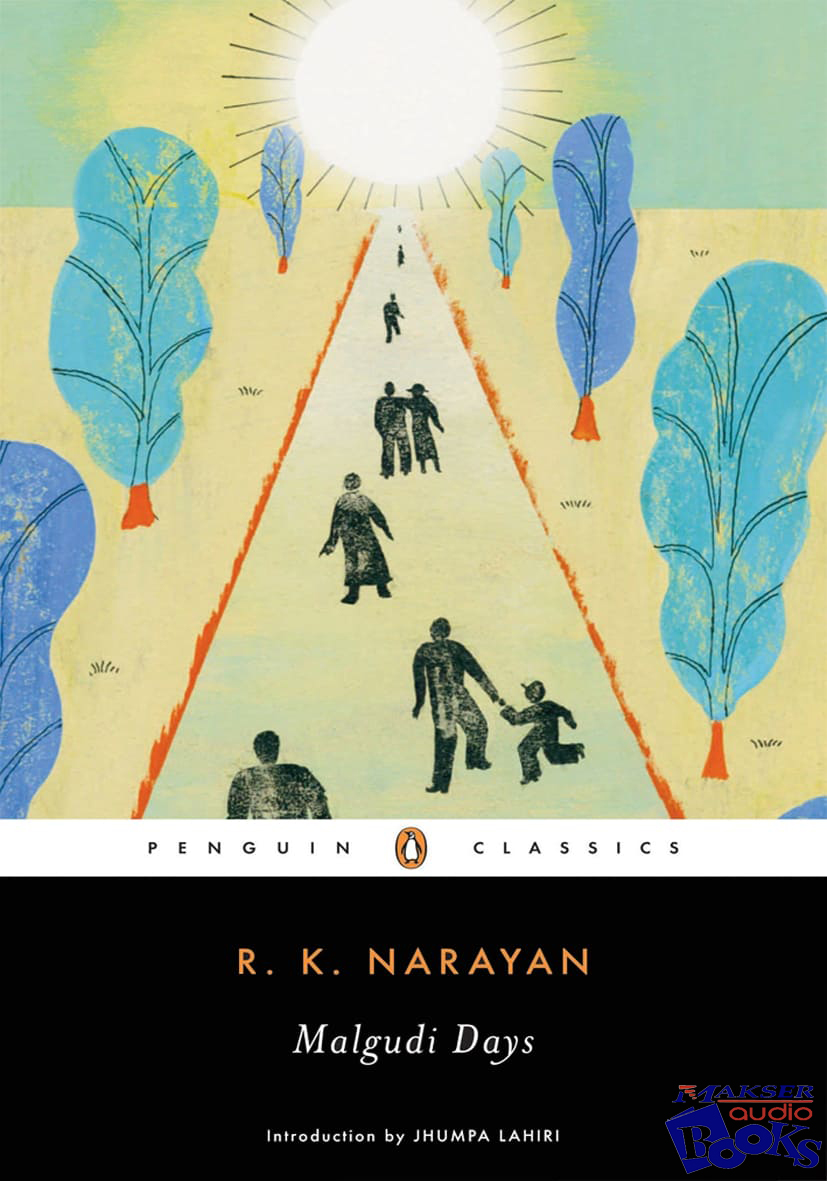 PENGUIN CLASSICS
R. K. NARAYAN
Malgudi Days
Introduction by JHUMPA LAHIRI
MAKSER
audio
BOOKS